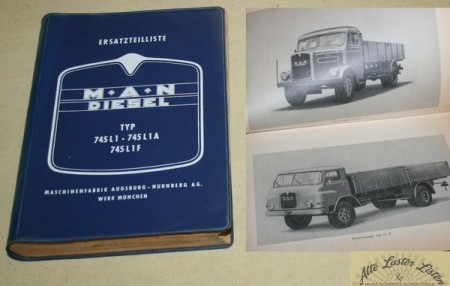 ERSATZTEILLISTE
M·A·N
DIESEL
TYP
745 L1 · 745 L1A
745 L1F
MASCHINENFABRIK AUGSBURG-NÜRNBERG AG.
WERK MÜNCHEN
Alte Laster Listen